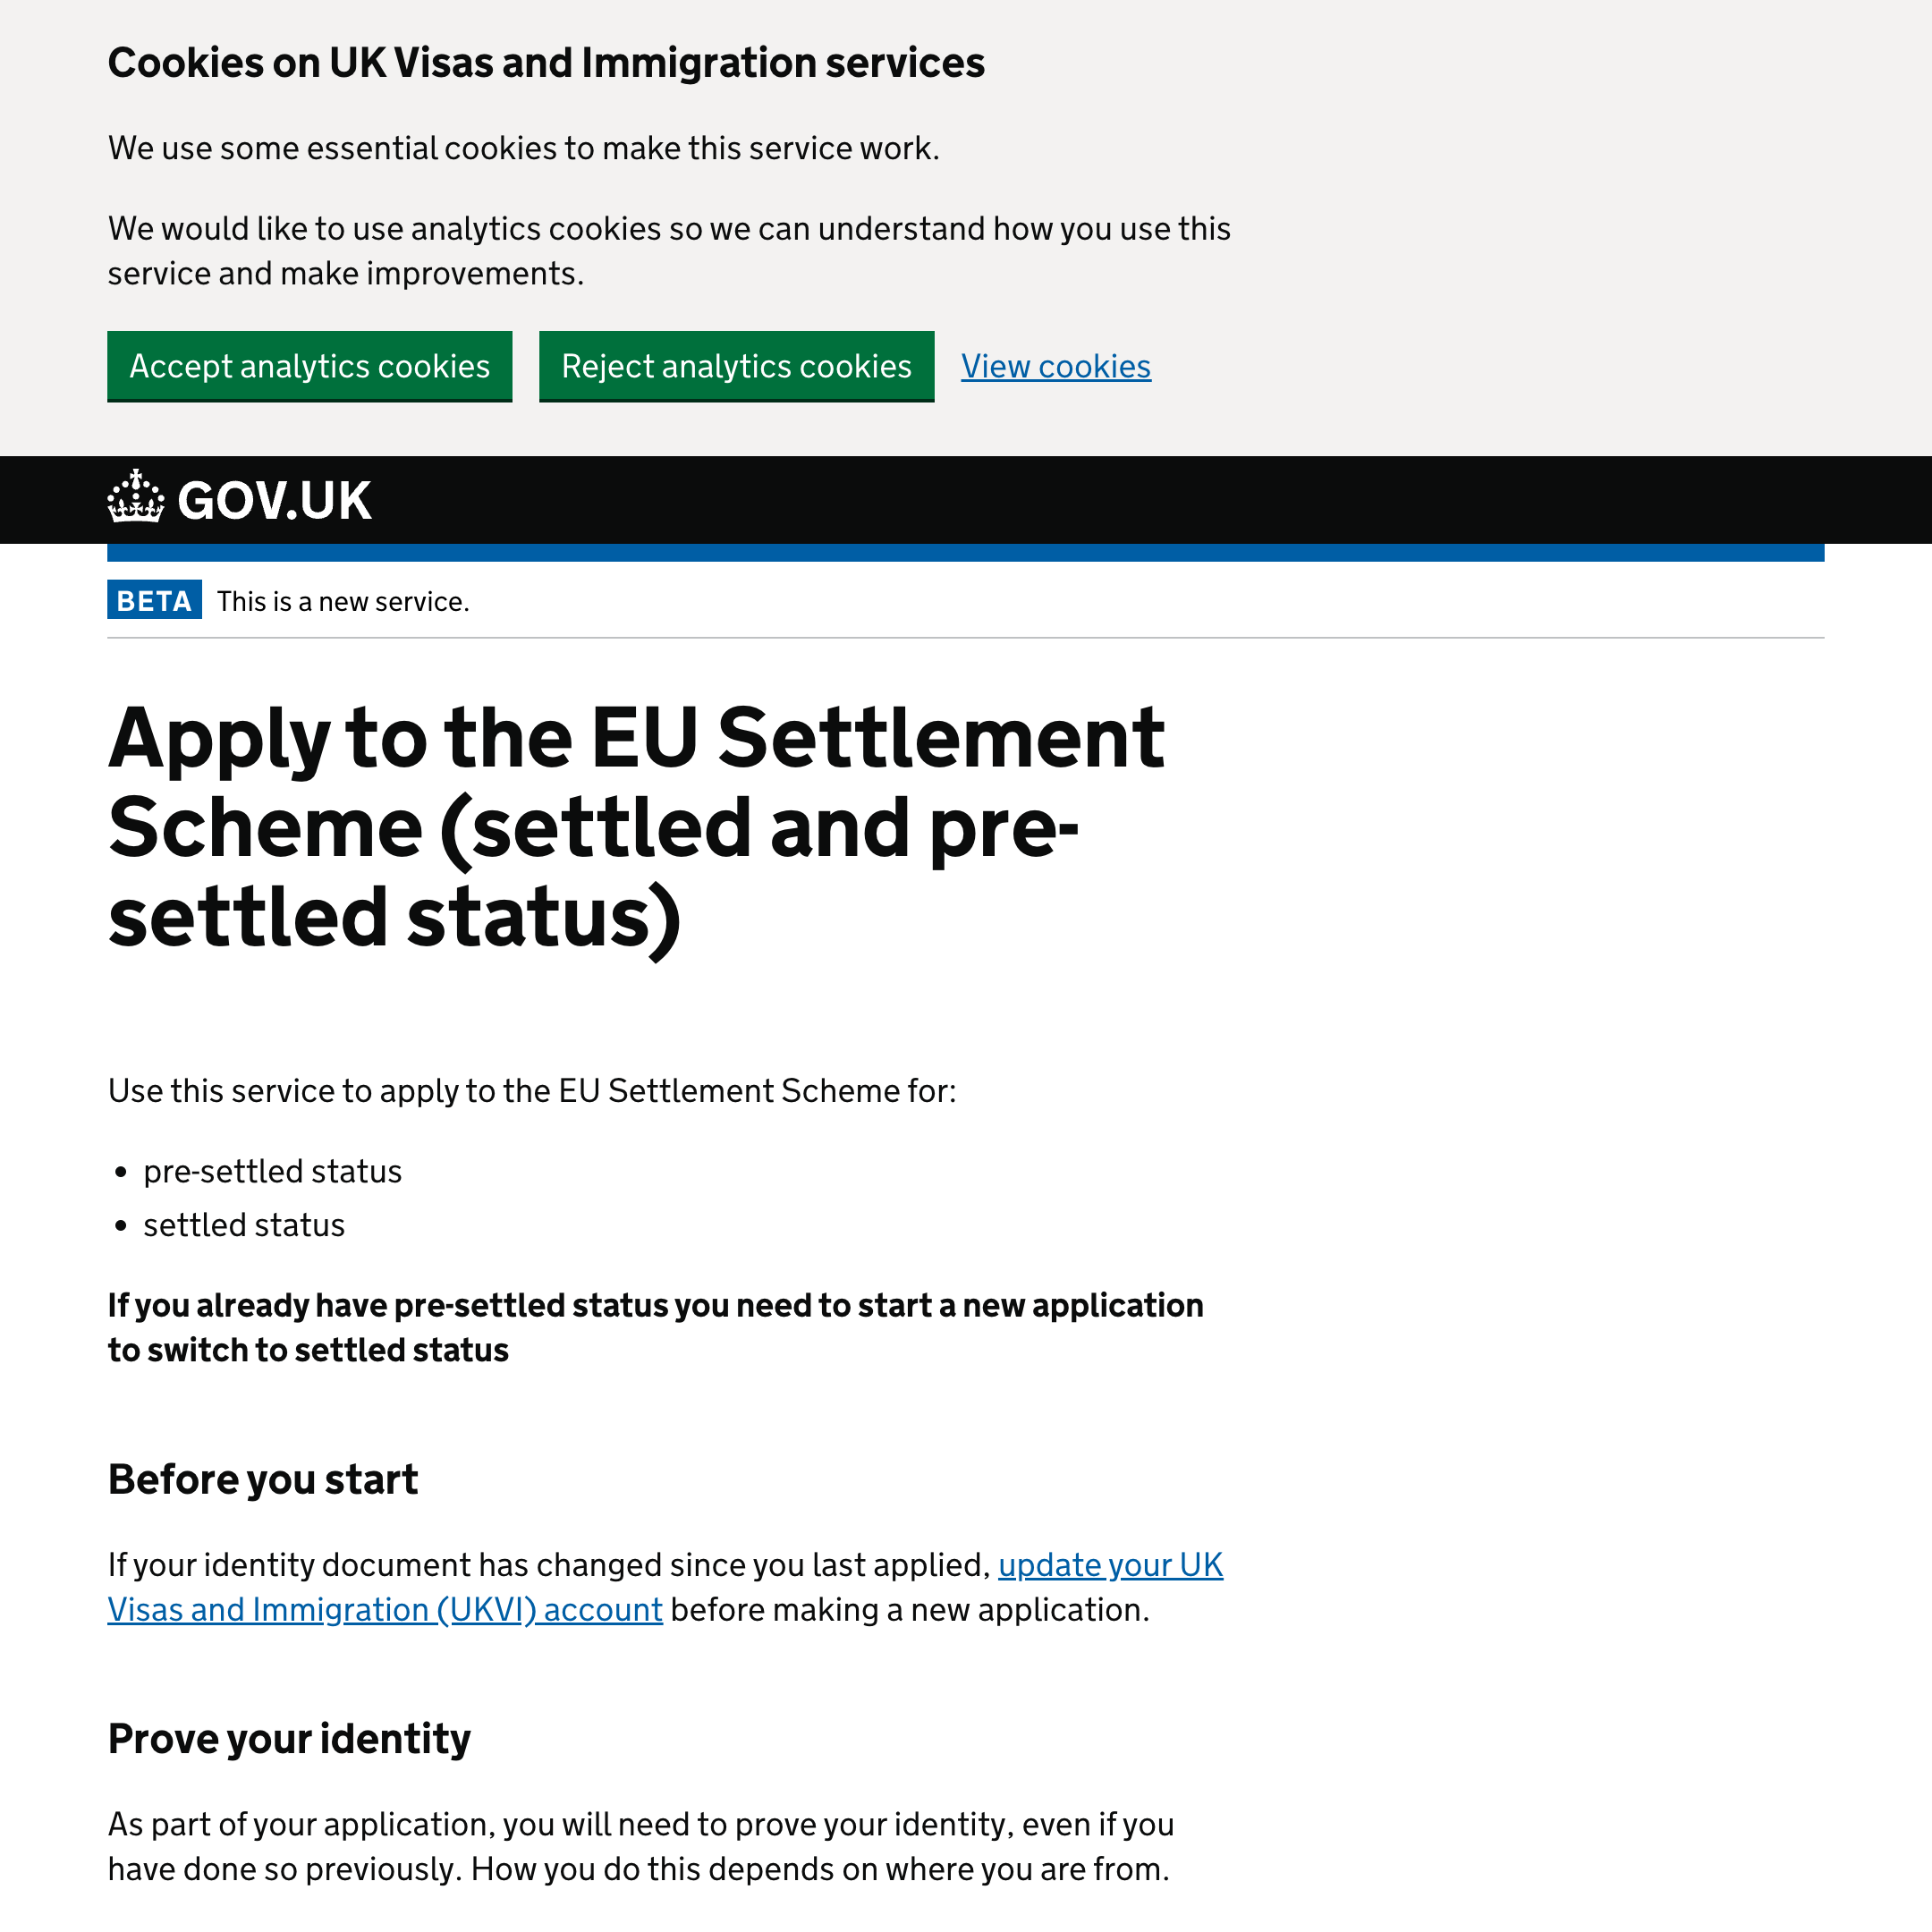 Cookies on UK Visas and Immigration services
We use some essential cookies to make this service work.
We would like to use analytics cookies so we can understand how you use this
service and make improvements.
Accept analytics cookies Reject analytics cookies View cookies
GOV.UK
BETA This is a new service.
Apply to the EU Settlement
Scheme (settled and pre-
settled status)
Use this service to apply to the EU Settlement Scheme for:
• pre-settled status
• settled status
If you already have pre-settled status you need to start a new application
to switch to settled status
Before you start
If your identity document has changed since you last applied, update your UK
Visas and Immigration (UKVI) account before making a new application.
Prove your identity
As part of your application, you will need to prove your identity, even if you
have done so previously. How you do this depends on where you are from.